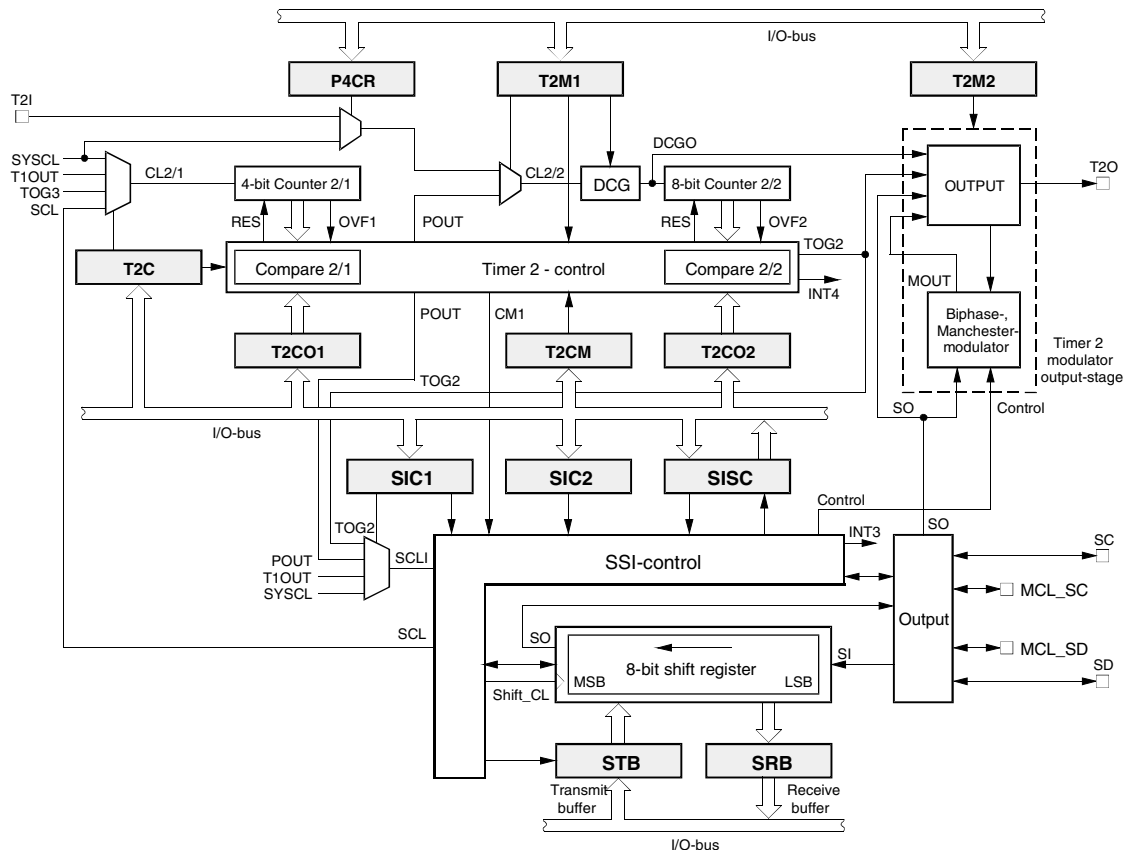 I/O-bus
P4CR
T2M1
T2M2
T2I
SYSCL
T1OUT
TOG3
SCL
CL2/1
4-bit Counter 2/1
CL2/2
DCG
DCGO
8-bit Counter 2/2
OUTPUT
T2O
RES
OVF1
POUT
RES
OVF2
TOG2
T2C
Compare 2/1
Timer 2 - control
Compare 2/2
INT4
MOUT
Biphase-,
Manchester-
modulator
Timer 2
modulator
output-stage
POUT
CM1
T2CO1
T2CM
T2CO2
TOG2
SO
Control
I/O-bus
SIC1
SIC2
SISC
Control
TOG2
POUT
T1OUT
SYSCL
SCLI
SSI-control
INT3
SO
SC
MCL_SC
Output
MCL_SD
SD
SCL
SO
8-bit shift register
MSB
LSB
SI
Shift_CL
STB
SRB
Transmit
buffer
Receive
buffer
I/O-bus